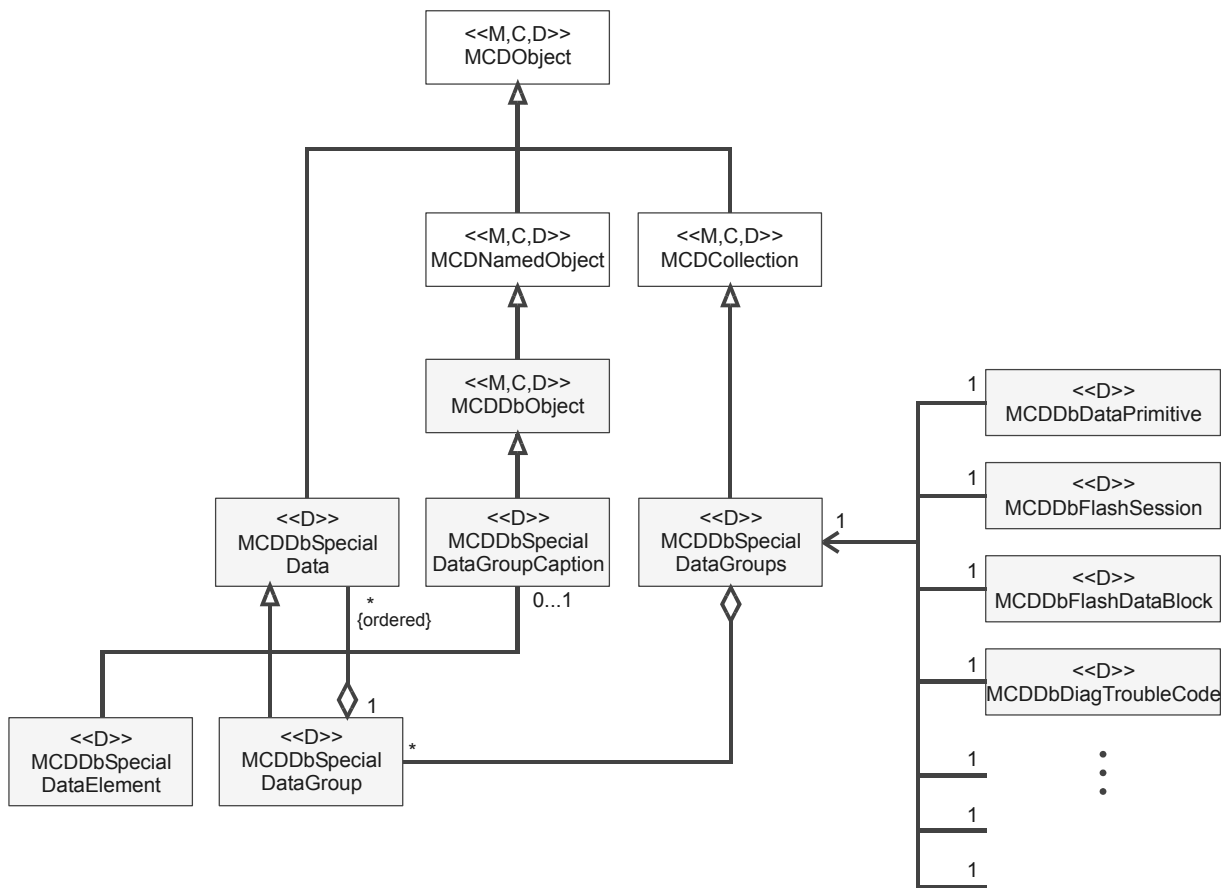 <<M,C,D>>
MCDObject
<<M,C,D>>
MCDNamedObject
<<M,C,D>>
MCDCollection
<<M,C,D>>
MCDDbObject
1
<<D>>
MCDDbDataPrimitive
1
<<D>>
MCDDbFlashSession
<<D>>
MCDDbSpecial
Data
<<D>>
MCDDbSpecial
DataGroupCaption
<<D>>
MCDDbSpecial
DataGroups
1
1
<<D>>
MCDDbFlashDataBlock
*
{ordered}
0...1
1
<<D>>
MCDDbDiagTroubleCode
1
<<D>>
MCDDbSpecial
DataElement
<<D>>
MCDDbSpecial
DataGroup
*
1
1
1